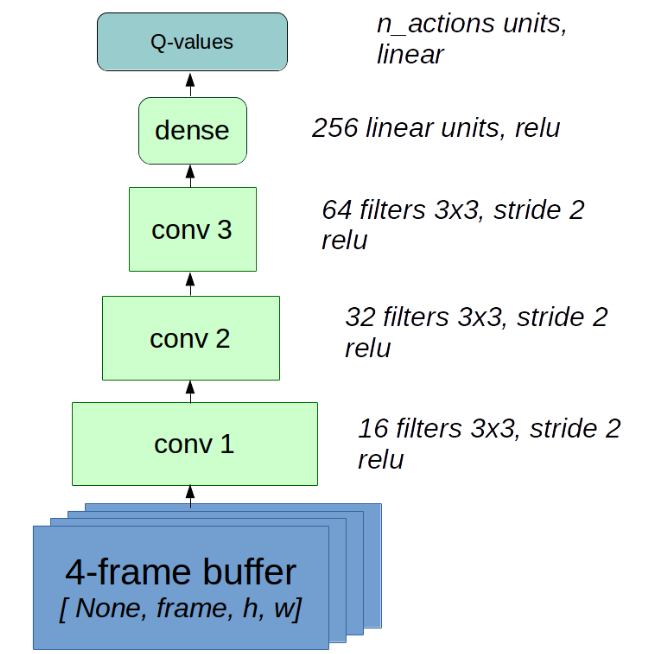 Q-values
n_actions units,
linear
dense
256 linear units, relu
conv 3
64 filters 3x3, stride 2
relu
conv 2
32 filters 3x3, stride 2
relu
conv 1
16 filters 3x3, stride 2
relu
4-frame buffer
[ None, frame, h, w]